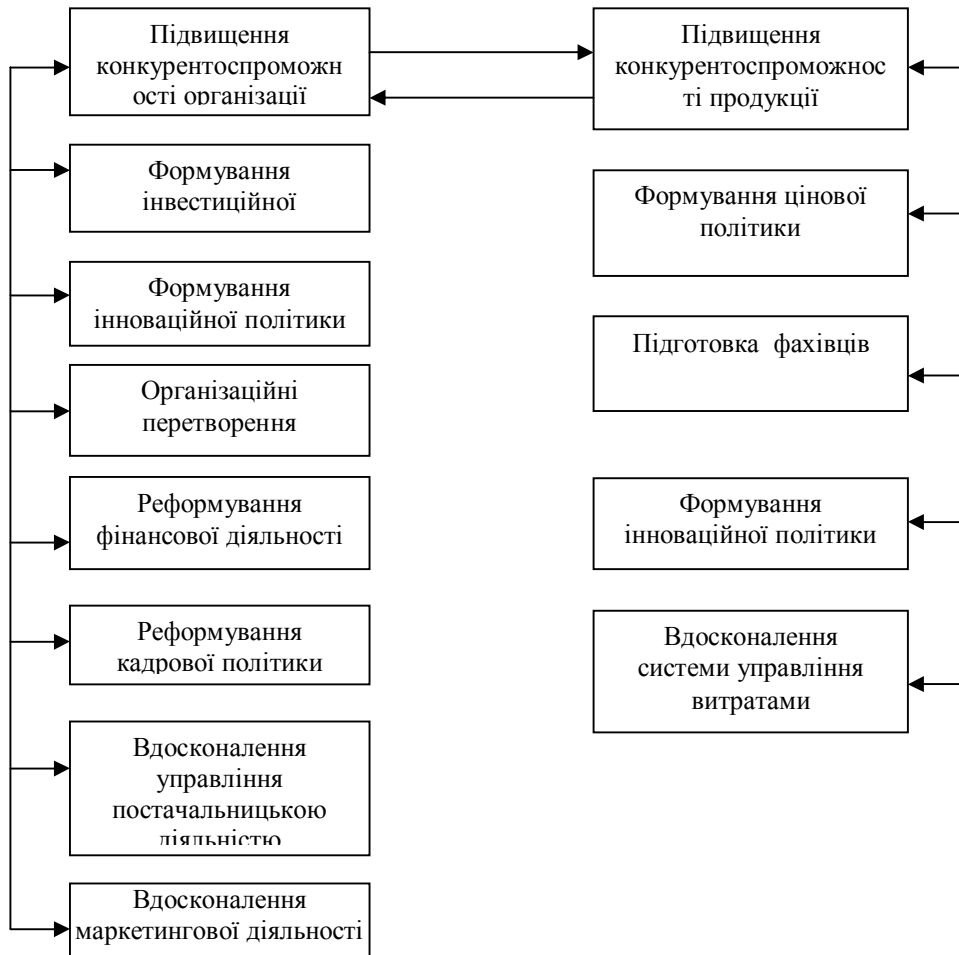 Підвищення
конкурентоспроможн
ості організації
Підвищення
конкурентоспроможнос
ті продукції
Формування
інвестиційної
Формування цінової
політики
Формування
інноваційної політики
Підготовка фахівців
Організаційні
перетворення
Реформування
фінансової діяльності
Формування
інноваційної політики
Реформування
кадрової політики
Вдосконалення
системи управління
витратами
Вдосконалення
управління
постачальницькою
діяльністю
Вдосконалення
маркетингової діяльності